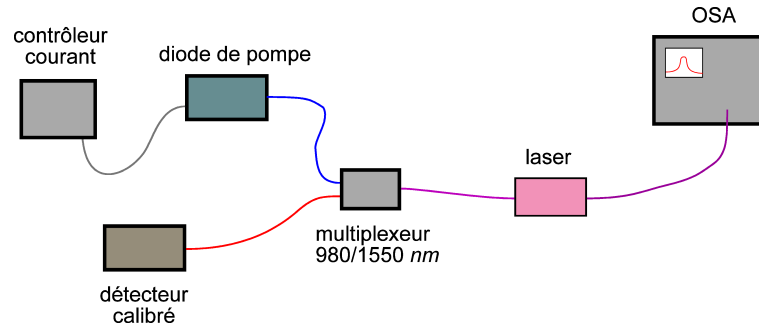 OSA
contrôleur
courant
diode de pompe
laser
multiplexeur
980/1550 nm
détecteur
calibré